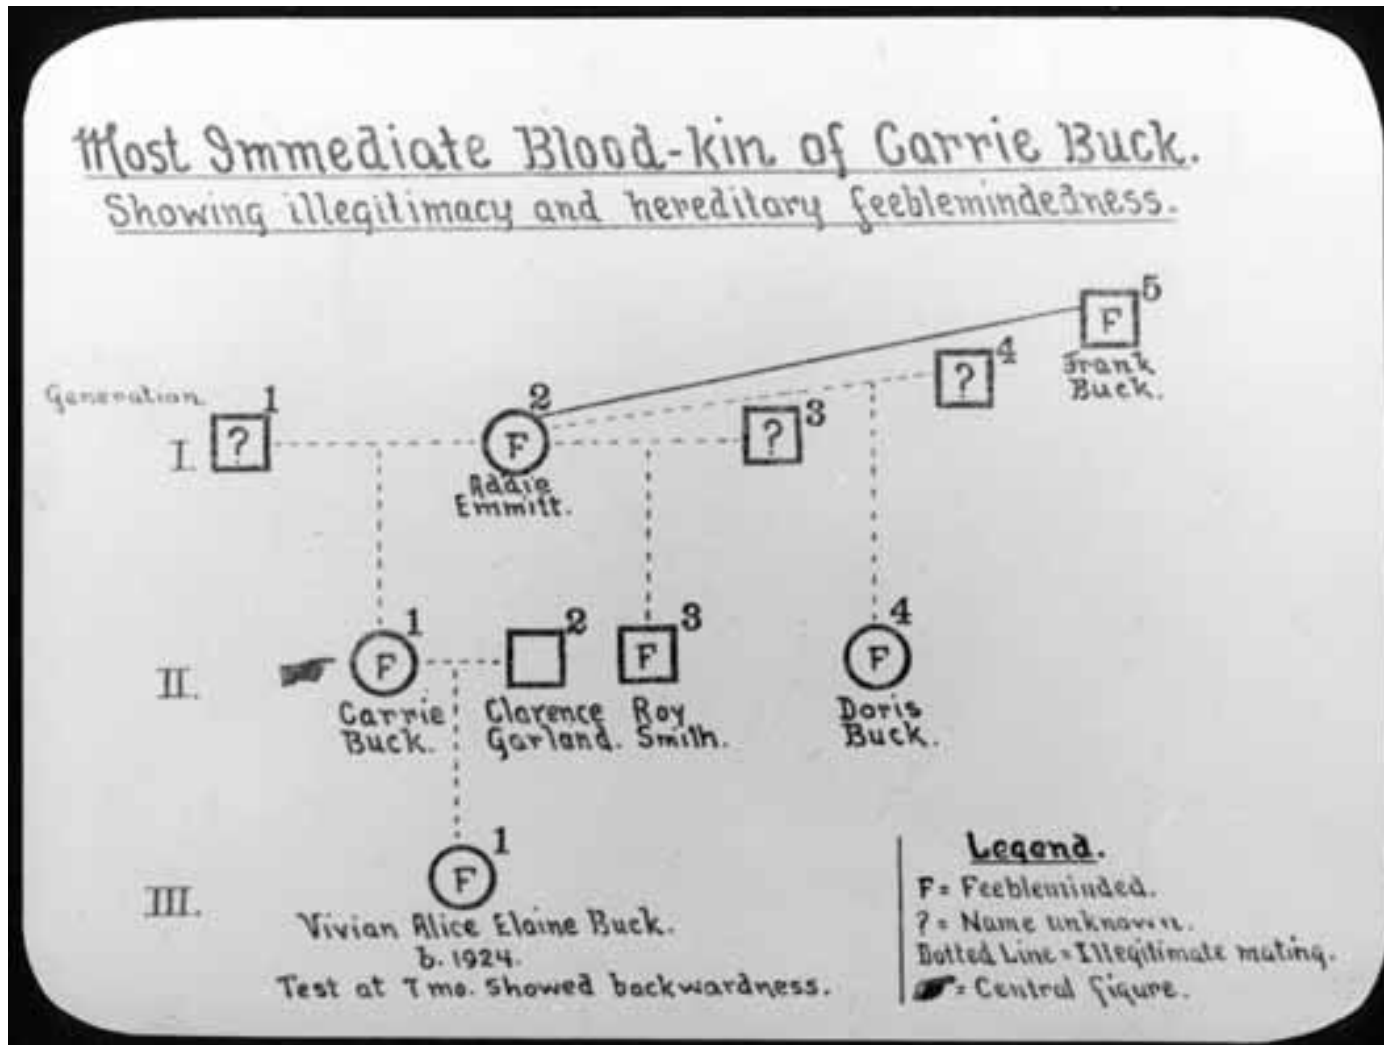 Most Immediate Blood-kin of Carrie Buck.
Showing illegitimacy and hereditary feeblemindedness.
5
F
Frank
Buck.
4
?
Generation
1
?
I.
2
F
Addie
Emmitt.
3
?
II.
1
F
Carrie
Buck.
2
Clarence
Garland.
3
F
Roy
Smith.
4
F
Doris
Buck.
III.
1
F
Vivian Alice Elaine Buck.
b. 1924.
Test at 7 mo. showed backwardness.
Legend.
F = Feebleminded.
? = Name unknown.
Dotted Line = Illegitimate mating.
= Central figure.